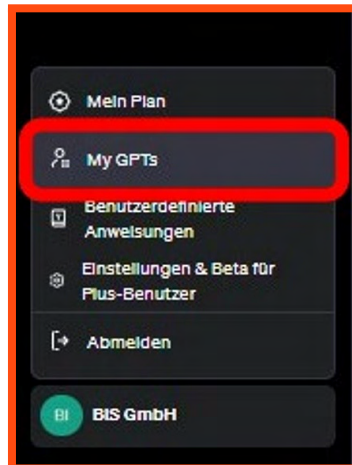 Mein Plan
My GPTs
Benutzerdefinierte
Anweisungen
Einstellungen & Beta für
Plus-Benutzer
Abmelden
BI BIS GmbH